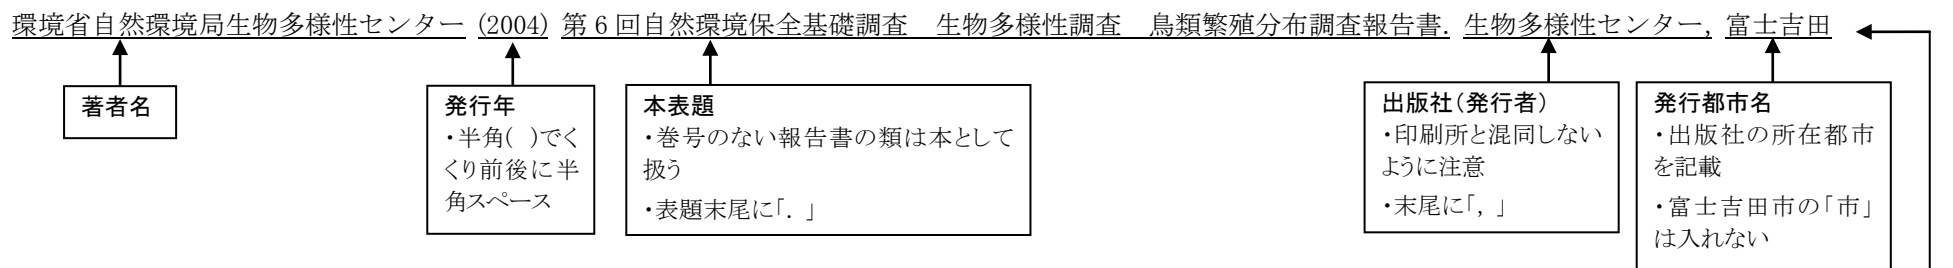 環境省自然環境局生物多様性センター (2004) 第6回自然環境保全基礎調査　生物多様性調査　鳥類繁殖分布調査報告書. 生物多様性センター, 富士吉田
著者名
発行年
・半角( )でく
くり前後に半
角スペース
本表題
・巻号のない報告書の類は本として
扱う
・表題末尾に「. 」
出版社(発行者)
・印刷所と混同しない
ように注意
・末尾に「, 」
発行都市名
・出版社の所在都市
を記載
・富士吉田市の「市」
は入れない